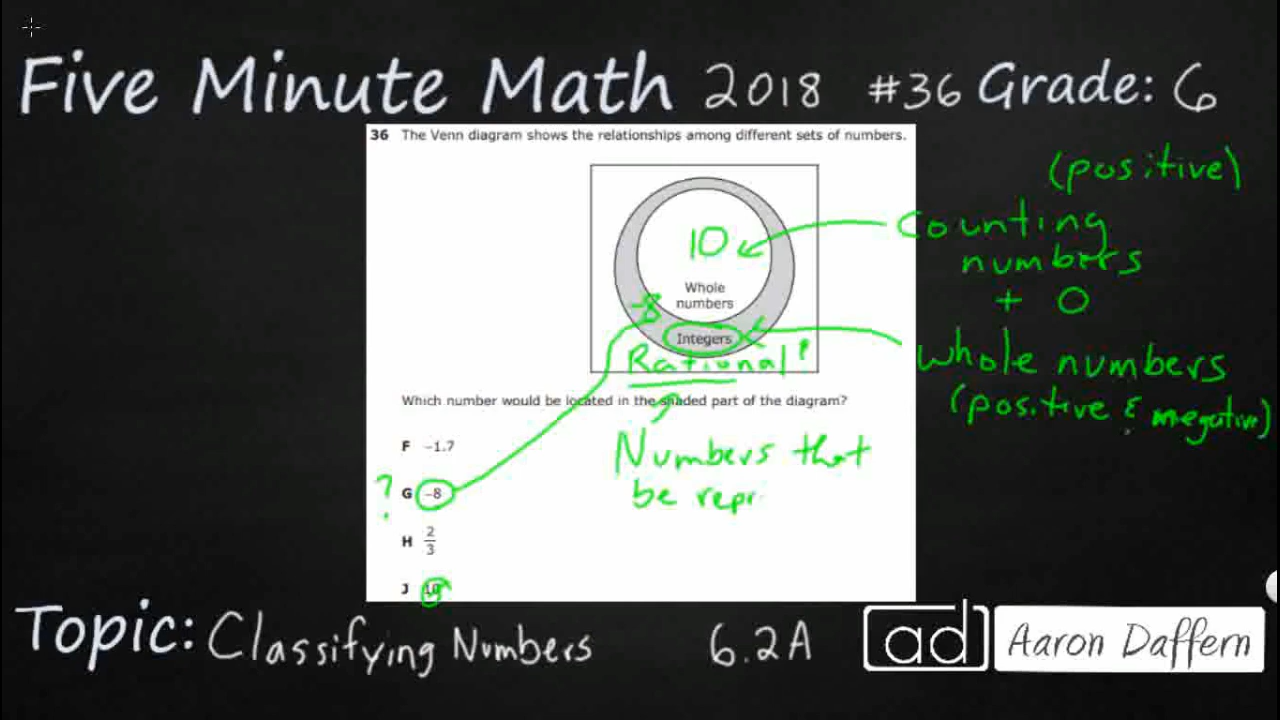 Five Minute Math 2018 #36 Grade: 6
36 The Venn diagram shows the relationships among different sets of numbers.
(positive)
10
Counting
numbers
+ 0
Whole
numbers
-8
Integers
Whole numbers
(positive & negative)
Rational?
Which number would be located in the shaded part of the diagram?
F -1.7
Numbers that
be repr
? G -8
H 2/3
J 10
Topic: Classifying Numbers 6.2A
ad Aaron Daffern